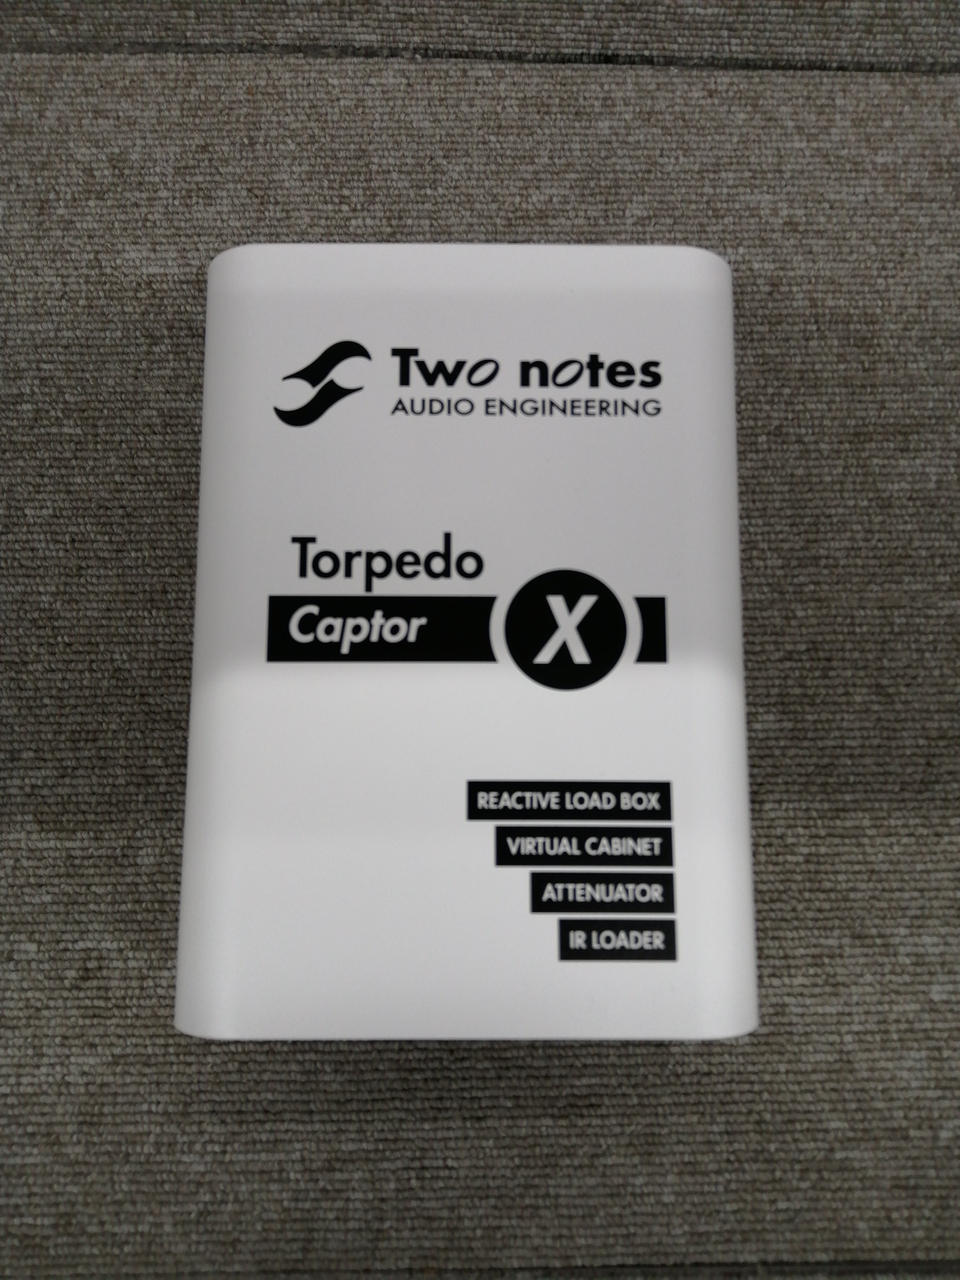 Two notes
AUDIO ENGINEERING
Torpedo
Captor X
REACTIVE LOAD BOX
VIRTUAL CABINET
ATTENUATOR
IR LOADER